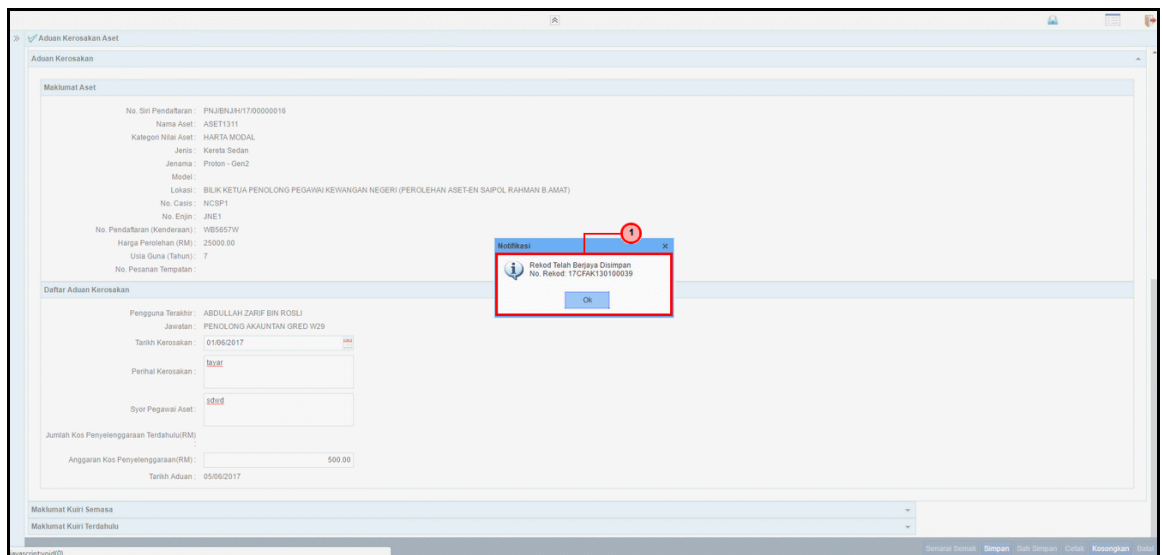 Aduan Kerosakan Aset
Aduan Kerosakan
Maklumat Aset
No. Siri Pendaftaran : PNJ/BNJ/H/17/00000016
Nama Aset : ASET1311
Kategori Nilai Aset : HARTA MODAL
Jenis : Kereta Sedan
Jenama : Proton - Gen2
Model :
Lokasi : BILIK KETUA PENOLONG PEGAWAI KEWANGAN NEGERI (PEROLEHAN ASET-EN SAIPOL RAHMAN B.AMAT)
No. Casis : NCSP1
No. Enjin : JNE1
No. Pendaftaran (Kenderaan) : WB5657W
Harga Perolehan (RM) : 25000.00
Usia Guna (Tahun) : 7
No. Pesanan Tempatan :
1
Notifikasi x
Rekod Telah Berjaya Disimpan
No. Rekod: 17CFAK130100039
Ok
Daftar Aduan Kerosakan
Pengguna Terakhir : ABDULLAH ZARIF BIN ROSLI
Jawatan : PENOLONG AKAUNTAN GRED W29
Tarikh Kerosakan : 01/06/2017
Perihal Kerosakan : tayar
Syor Pegawai Aset : sdwd
Jumlah Kos Penyelenggaraan Terdahulu(RM)
:
Anggaran Kos Penyelenggaraan(RM) : 500.00
Tarikh Aduan : 05/06/2017
Maklumat Kuiri Semasa
Maklumat Kuiri Terdahulu
Senarai Semak Simpan Sah Simpan Cetak Kosongkan Batal
avascript:void(0)